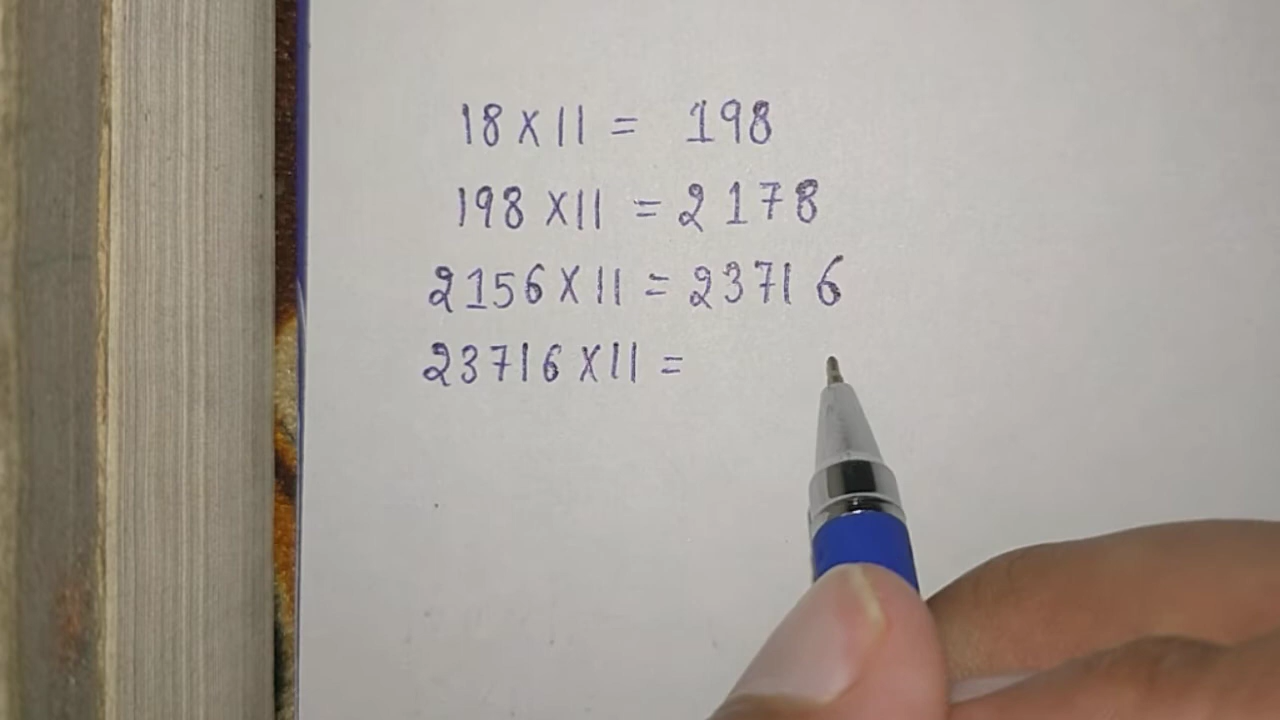 18 X 11 = 198
198 X 11 = 2178
2156 X 11 = 23716
23716 X 11 =